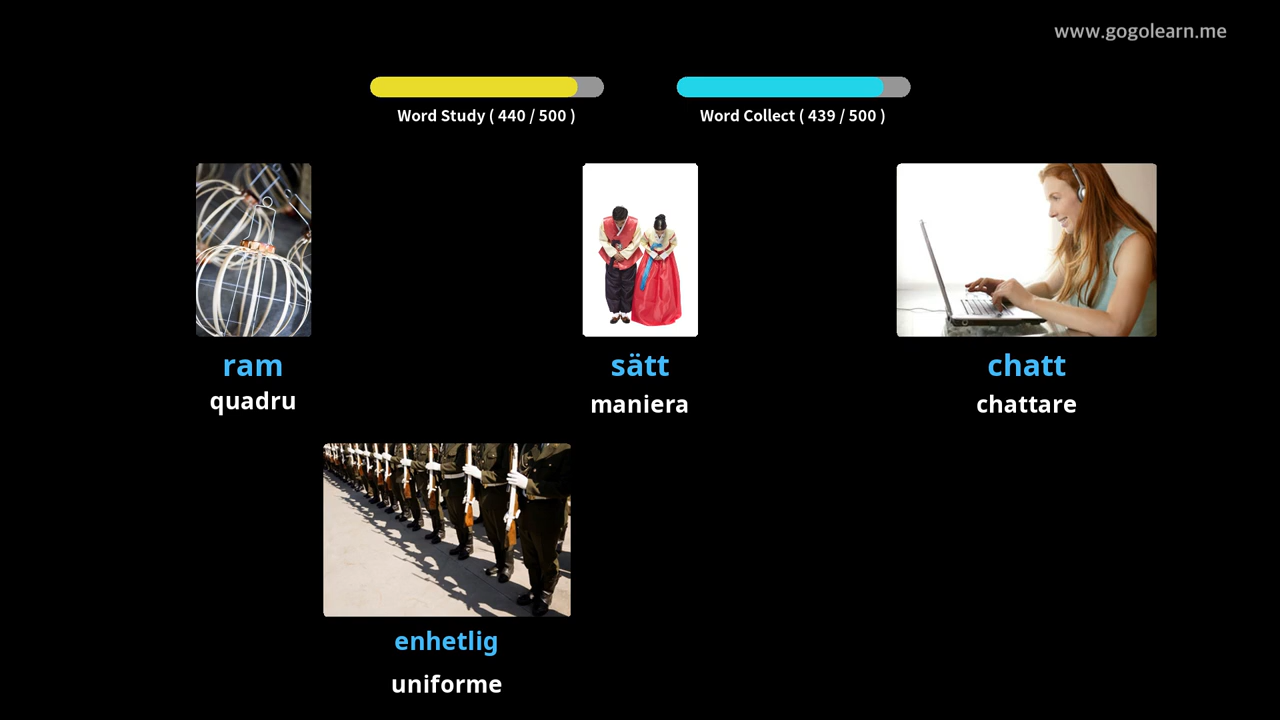 www.gogolearn.me
Word Study ( 440 / 500 )
Word Collect ( 439 / 500 )
ram
quadru
sätt
maniera
chatt
chattare
enhetlig
uniforme